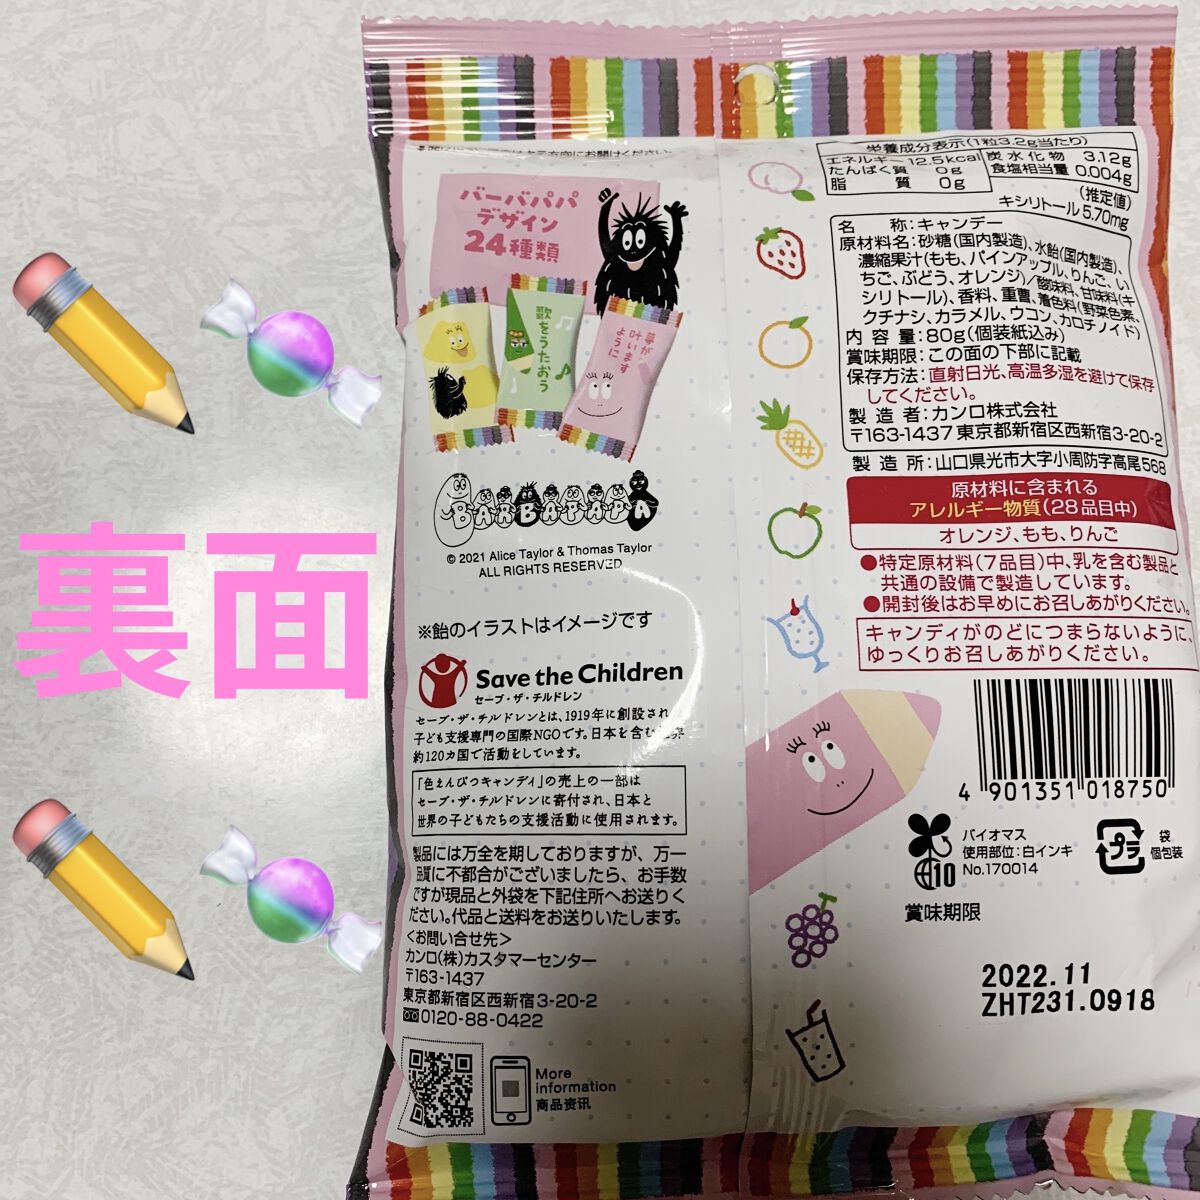 裏面
バーバパパ
デザイン
24種類
歌をうたおう
夢が
叶います
ように
BARBAPAPA
© 2021 Alice Taylor & Thomas Taylor
ALL RIGHTS RESERVED
※飴のイラストはイメージです
Save the Children
セーブ・ザ・チルドレン
セーブ・ザ・チルドレンとは、1919年に創設され
子ども支援専門の国際NGOです。日本を含む
約120カ国で活動をしています。
「色えんぴつキャンディ」の売上の一部は
セーブ・ザ・チルドレンに寄付され、日本と
世界の子どもたちの支援活動に使用されます。
製品には万全を期しておりますが、万一
品質に不都合がございましたら、お手数
ですが現品と外袋を下記住所へお送りく
ださい。代品と送料をお送りいたします。
<お問い合せ先>
カンロ(株)カスタマーセンター
〒163-1437
東京都新宿区西新宿3-20-2
0120-88-0422
More
information
商品资讯
栄養成分表示(1粒3.2g当たり)
エネルギー 12.5kcal 炭水化物 3.12g
たんぱく質 0g 食塩相当量 0.004g
脂質 0g
(推定値)
キシリトール 5.70mg
名 称:キャンデー
原材料名:砂糖(国内製造)、水飴(国内製造)、
濃縮果汁(もも、パインアップル、りんご、い
ちご、ぶどう、オレンジ)/酸味料、甘味料(キ
シリトール)、香料、重曹、着色料(野菜色素、
クチナシ、カラメル、ウコン、カロチノイド)
内容量:80g(個装紙込み)
賞味期限:この面の下部に記載
保存方法:直射日光、高温多湿を避けて保存
してください。
製造者:カンロ株式会社
〒163-1437 東京都新宿区西新宿3-20-2
製造所:山口県光市大字小周防字高尾568
原材料に含まれる
アレルギー物質(28品目中)
オレンジ、もも、りんご
●特定原材料(7品目)中、乳を含む製品と
共通の設備で製造しています。
●開封後はお早めにお召しあがりください。
キャンディがのどにつまらないように、
ゆっくりお召しあがりください。
4 901351 018750
バイオマス
使用部位:白インキ
No.170014
10
プラ
袋
個包装
賞味期限
2022.11
ZHT231.0918